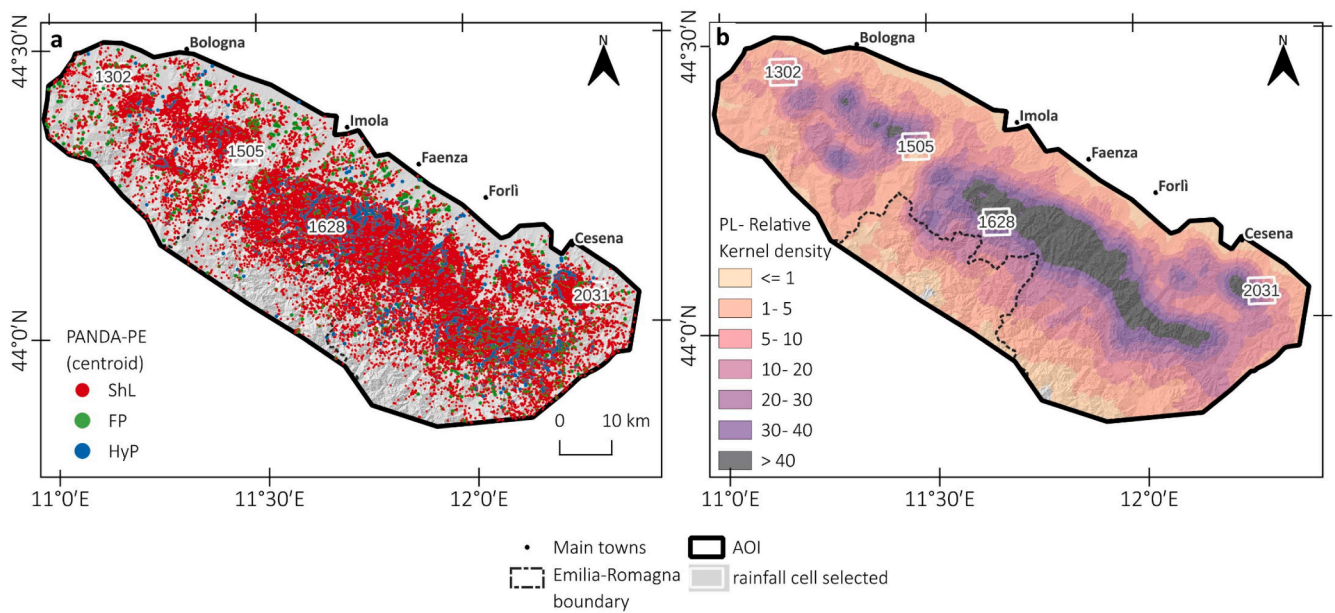 a
N
44°30'N
44°0'N
Bologna
1302
Imola
1505
Faenza
Forlì
1628
Cesena
2031
PANDA-PE
(centroid)
ShL
FP
HyP
0 10 km
11°0'E 11°30'E 12°0'E
b
N
44°30'N
44°0'N
Bologna
1302
Imola
1505
Faenza
Forlì
1628
Cesena
2031
PL- Relative
Kernel density
<= 1
1- 5
5- 10
10- 20
20- 30
30- 40
> 40
11°0'E 11°30'E 12°0'E
Main towns AOI
Emilia-Romagna rainfall cell selected
boundary